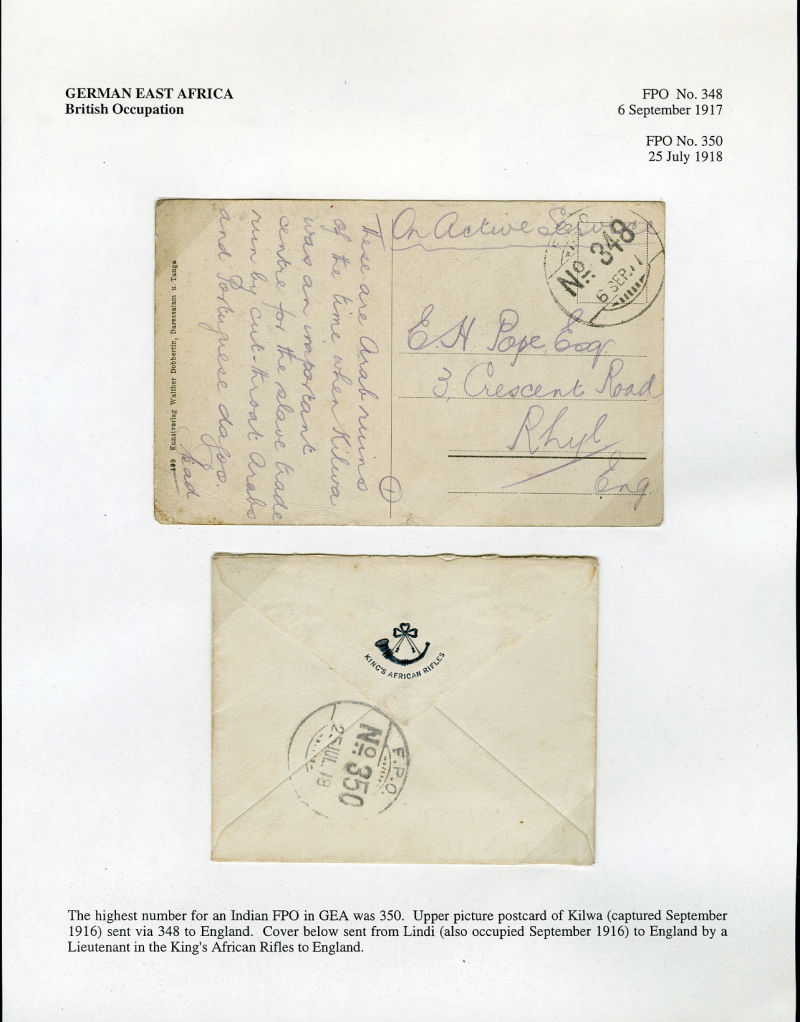 GERMAN EAST AFRICA
British Occupation
FPO No. 348
6 September 1917
FPO No. 350
25 July 1918
On Active Service
No. 348
6 SEP. 17
These are Arab ruins
of the time when Kilwa
was an important
centre for the slave trade
run by cut-throat Arabs
and Portuguese dagos.
Dad
109 Kunstverlag Walther Dobbertin, Daressalam u. Tanga
1
E. H. Pope Esq
3, Crescent Road
Rhyl
Eng.
KING'S AFRICAN RIFLES
F.P.O.
No. 350
25 JUL. 18
The highest number for an Indian FPO in GEA was 350. Upper picture postcard of Kilwa (captured September
1916) sent via 348 to England. Cover below sent from Lindi (also occupied September 1916) to England by a
Lieutenant in the King's African Rifles to England.